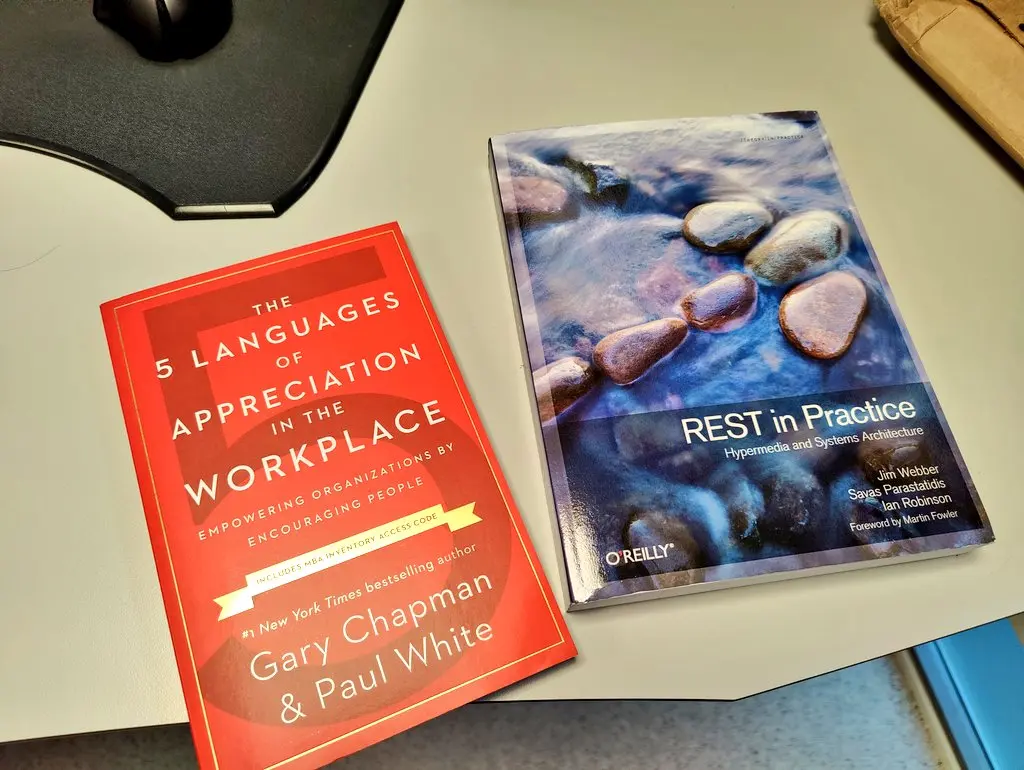 THE
5 LANGUAGES
OF
APPRECIATION
IN THE
WORKPLACE
EMPOWERING ORGANIZATIONS BY
ENCOURAGING PEOPLE
INCLUDES MBA INVENTORY ACCESS CODE
#1 New York Times bestselling author
Gary Chapman
& Paul White
REST in Practice
Hypermedia and Systems Architecture
Jim Webber
Savas Parastatidis
Ian Robinson
Foreword by Martin Fowler
O'REILLY®